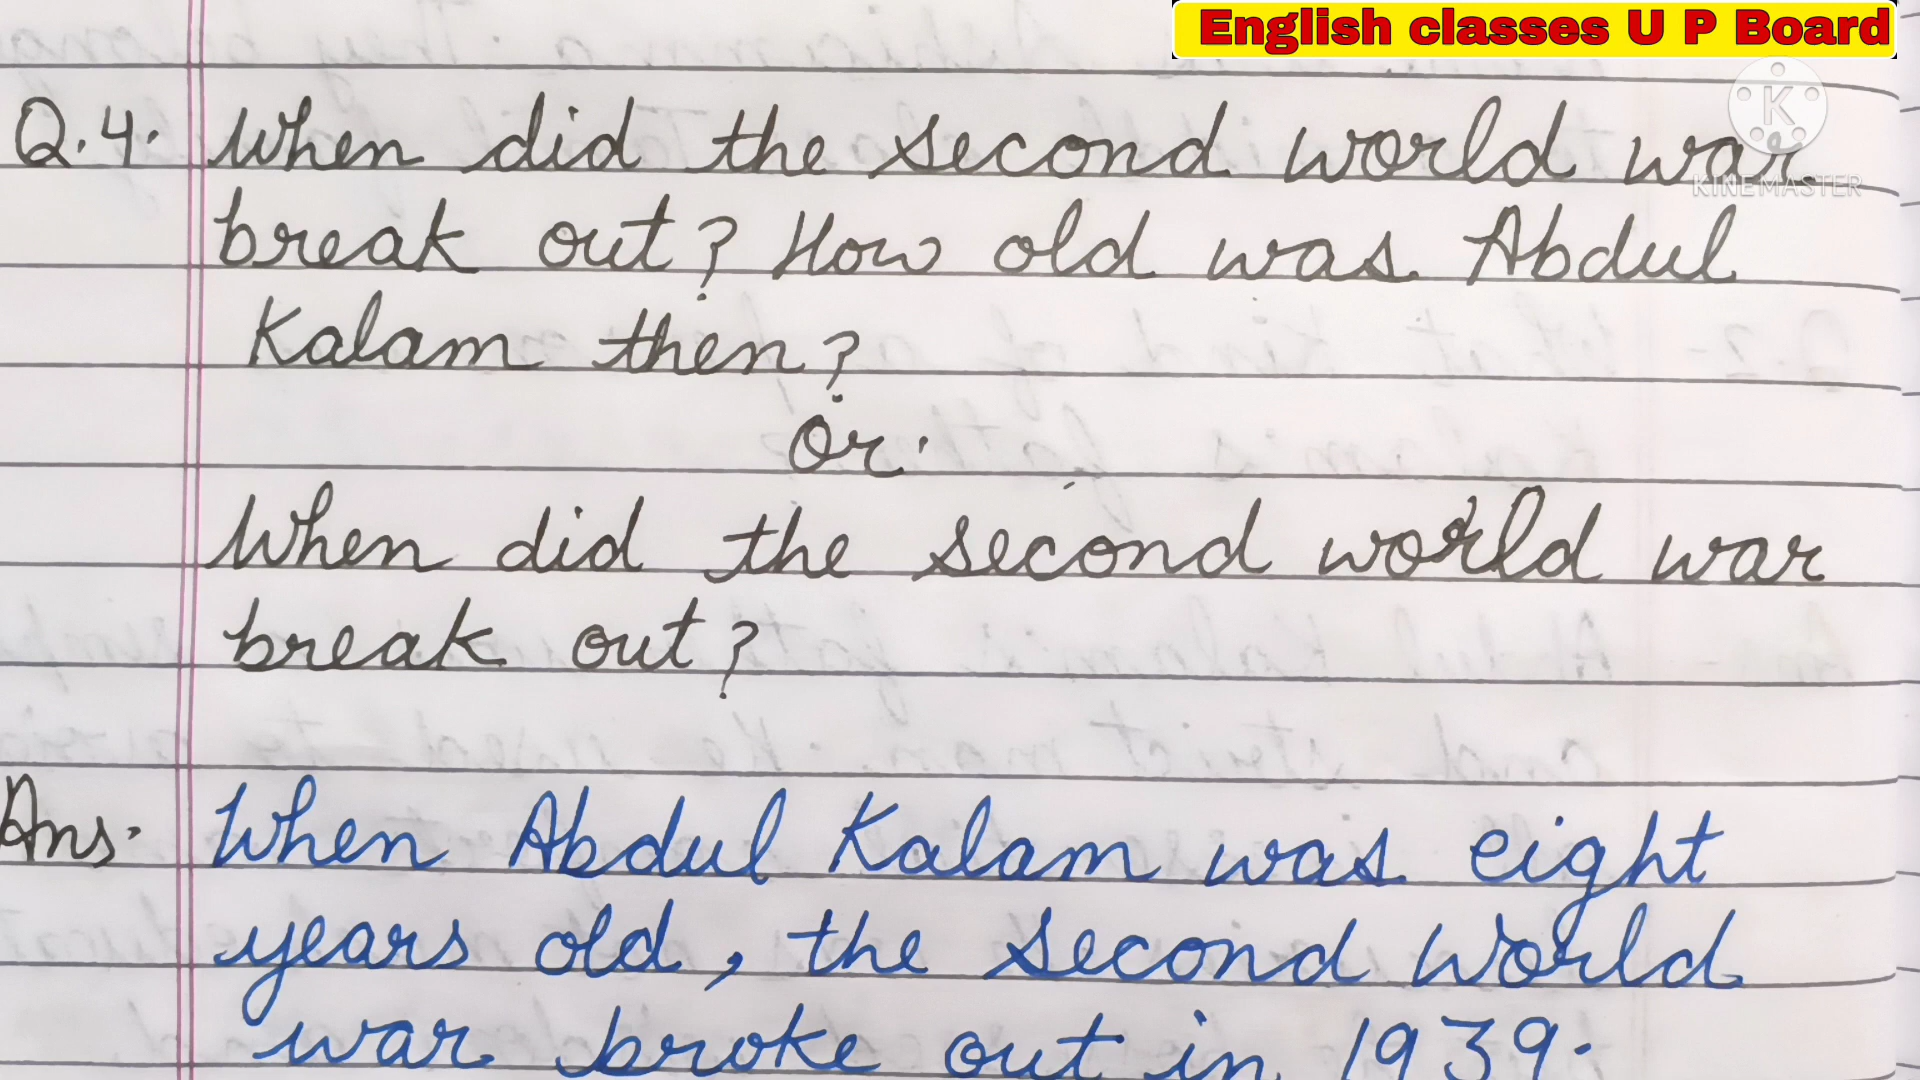 English classes U P Board
Q.4. When did the second world war
KINEMASTER
break out? How old was Abdul
Kalam then?
Or.
When did the second world war
break out?
Ans. When Abdul Kalam was eight
years old, the second world
war broke out in 1939.